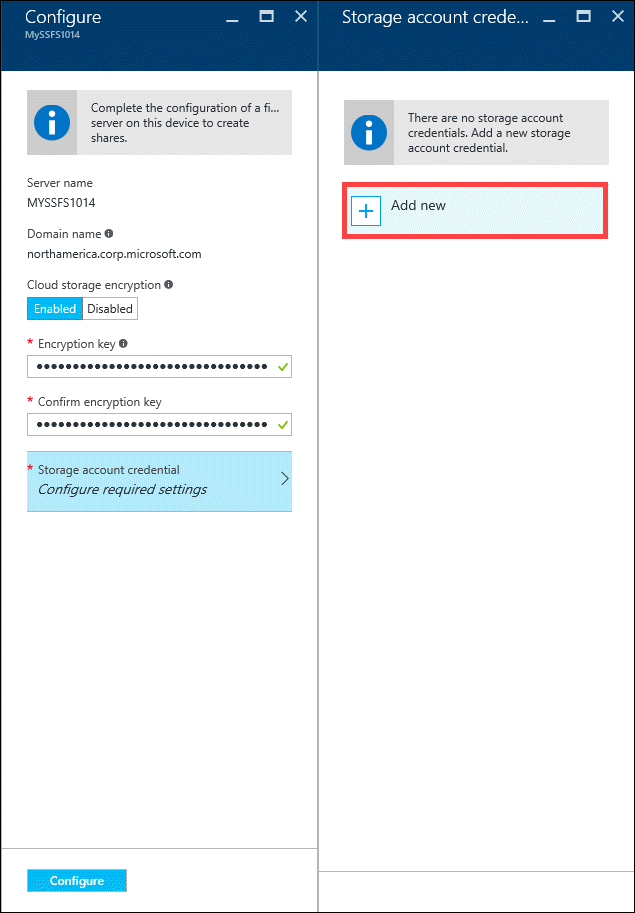 Configure
MySSFS1014
Complete the configuration of a fi...
server on this device to create
shares.
Server name
MYSSFS1014
Domain name
northamerica.corp.microsoft.com
Cloud storage encryption
Enabled Disabled
* Encryption key
* Confirm encryption key
* Storage account credential
Configure required settings
Configure
Storage account crede...
There are no storage account
credentials. Add a new storage
account credential.
Add new